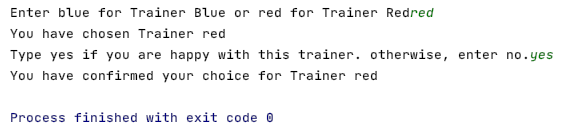 Enter blue for Trainer Blue or red for Trainer Redred
You have chosen Trainer red
Type yes if you are happy with this trainer. otherwise, enter no.yes
You have confirmed your choice for Trainer red
Process finished with exit code 0